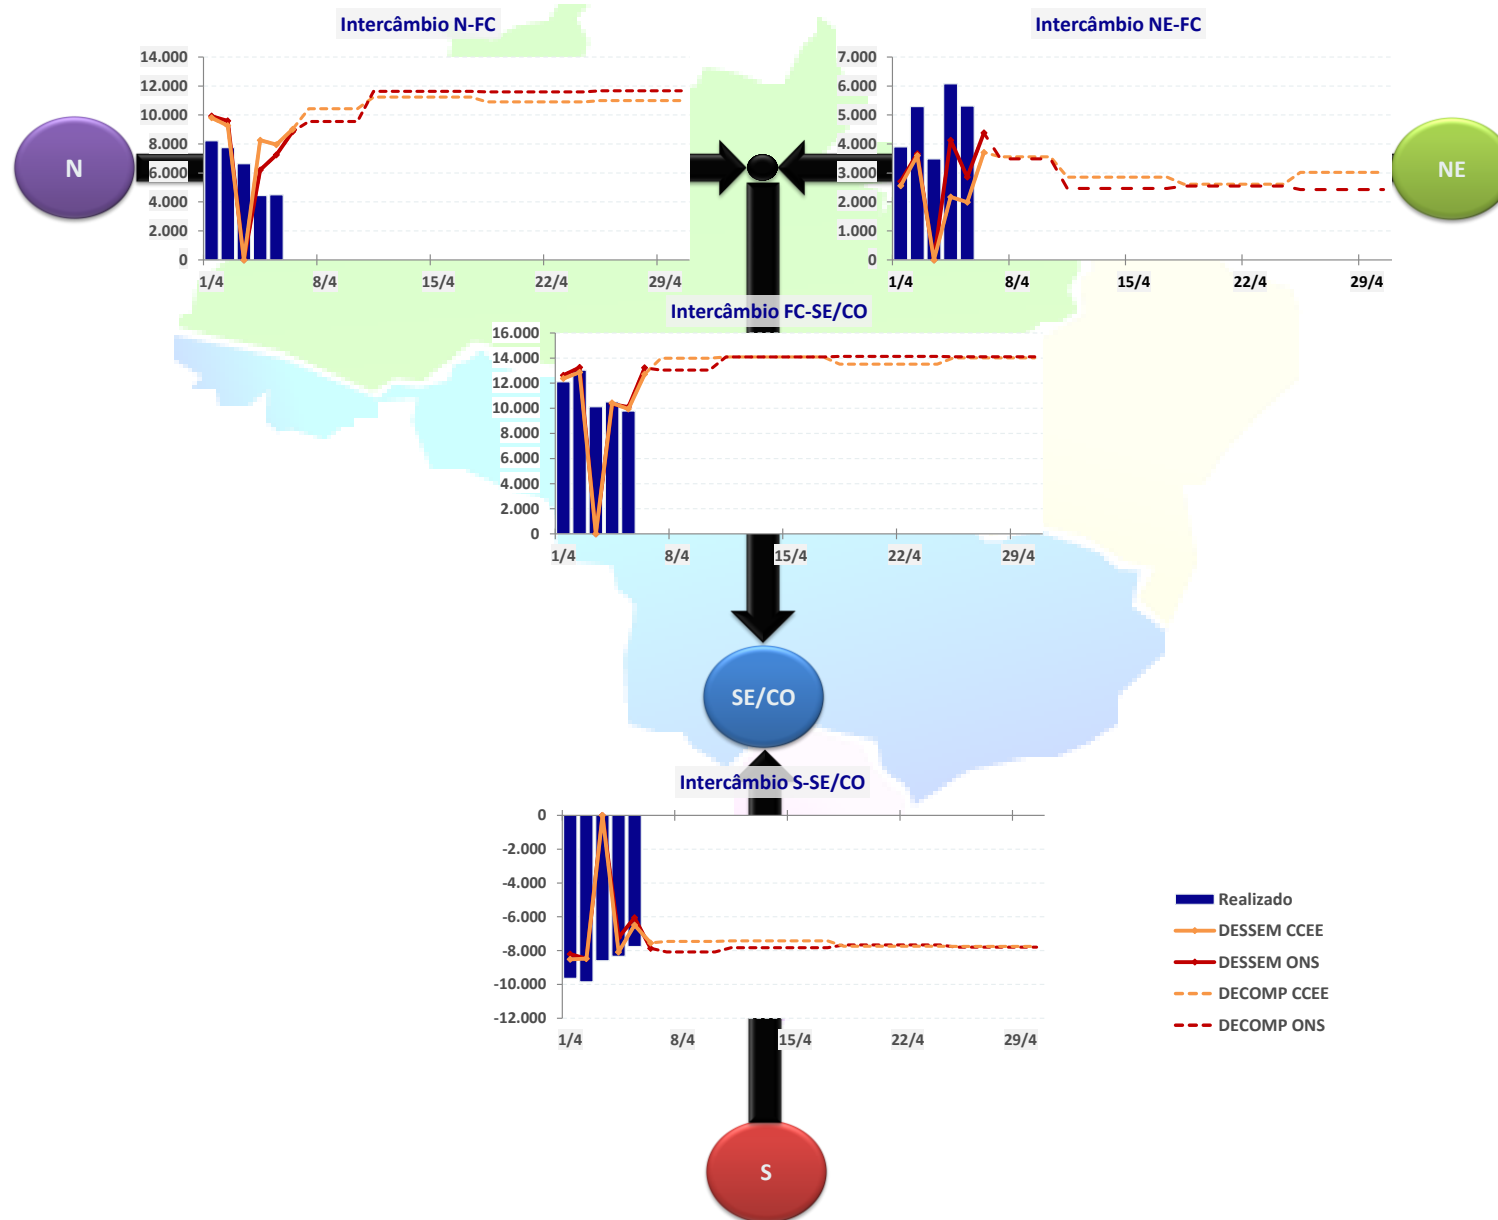 Intercâmbio N-FC
14.000
12.000
10.000
8.000
6.000
4.000
2.000
0
1/4 8/4 15/4 22/4 29/4
N
Intercâmbio NE-FC
7.000
6.000
5.000
4.000
3.000
2.000
1.000
0
1/4 8/4 15/4 22/4 29/4
NE
Intercâmbio FC-SE/CO
16.000
14.000
12.000
10.000
8.000
6.000
4.000
2.000
0
1/4 8/4 15/4 22/4 29/4
SE/CO
Intercâmbio S-SE/CO
0
-2.000
-4.000
-6.000
-8.000
-10.000
-12.000
1/4 8/4 15/4 22/4 29/4
Realizado
DESSEM CCEE
DESSEM ONS
DECOMP CCEE
DECOMP ONS
S